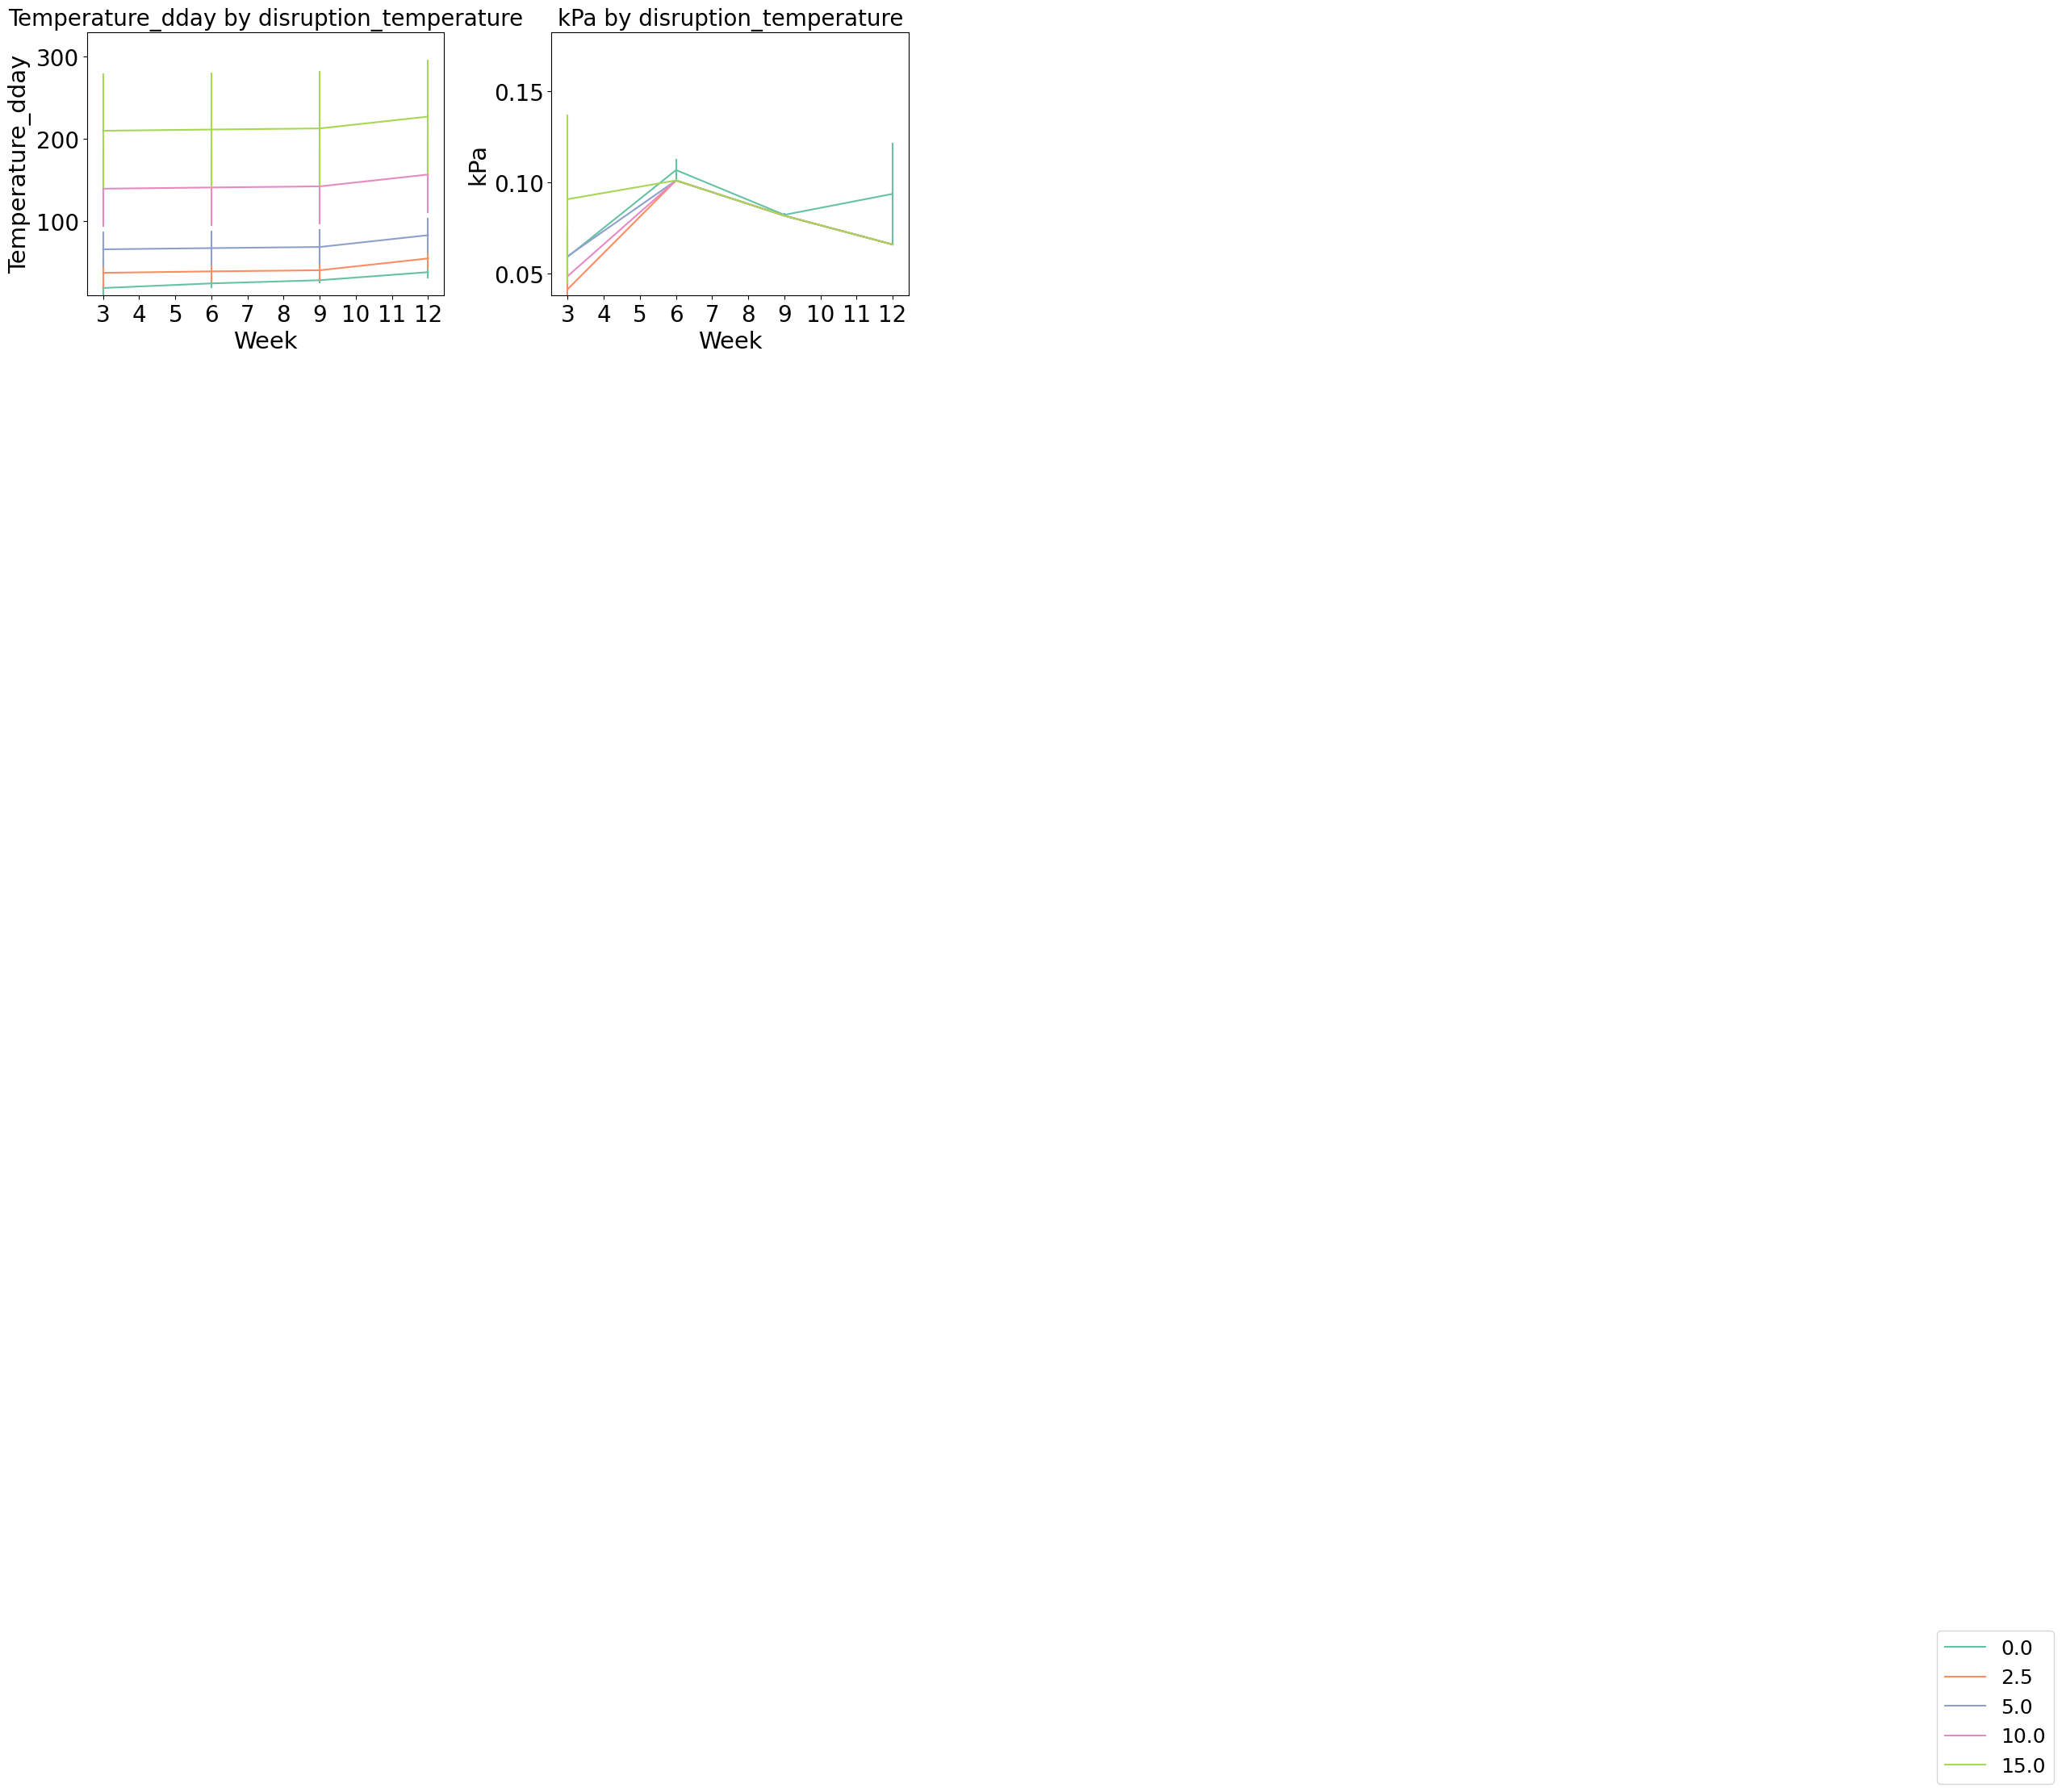 Temperature_dday by disruption_temperature
Temperature_dday
300
200
100
3 4 5 6 7 8 9 10 11 12
Week
kPa by disruption_temperature
kPa
0.15
0.10
0.05
3 4 5 6 7 8 9 10 11 12
Week
0.0
2.5
5.0
10.0
15.0